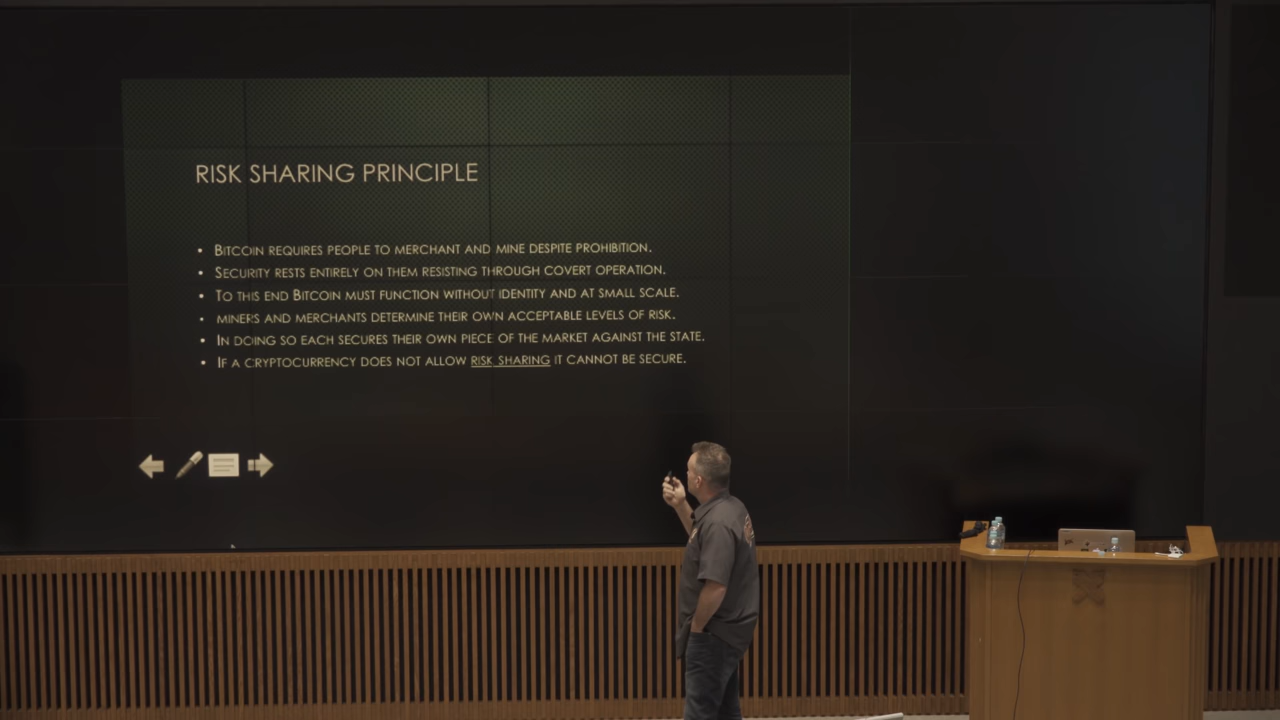 RISK SHARING PRINCIPLE
• BITCOIN REQUIRES PEOPLE TO MERCHANT AND MINE DESPITE PROHIBITION.
• SECURITY RESTS ENTIRELY ON THEM RESISTING THROUGH COVERT OPERATION.
• TO THIS END BITCOIN MUST FUNCTION WITHOUT IDENTITY AND AT SMALL SCALE.
• MINERS AND MERCHANTS DETERMINE THEIR OWN ACCEPTABLE LEVELS OF RISK.
• IN DOING SO EACH SECURES THEIR OWN PIECE OF THE MARKET AGAINST THE STATE.
• IF A CRYPTOCURRENCY DOES NOT ALLOW RISK SHARING IT CANNOT BE SECURE.